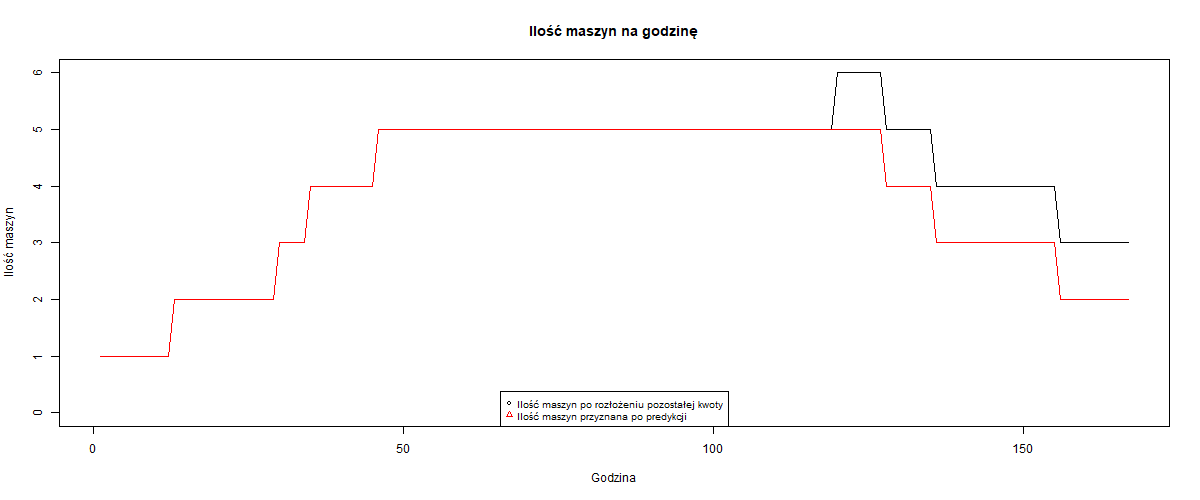 Ilość maszyn na godzinę
Ilość maszyn
6
5
4
3
2
1
0
Ilość maszyn po rozłożeniu pozostałej kwoty
Ilość maszyn przyznana po predykcji
0 50 100 150
Godzina